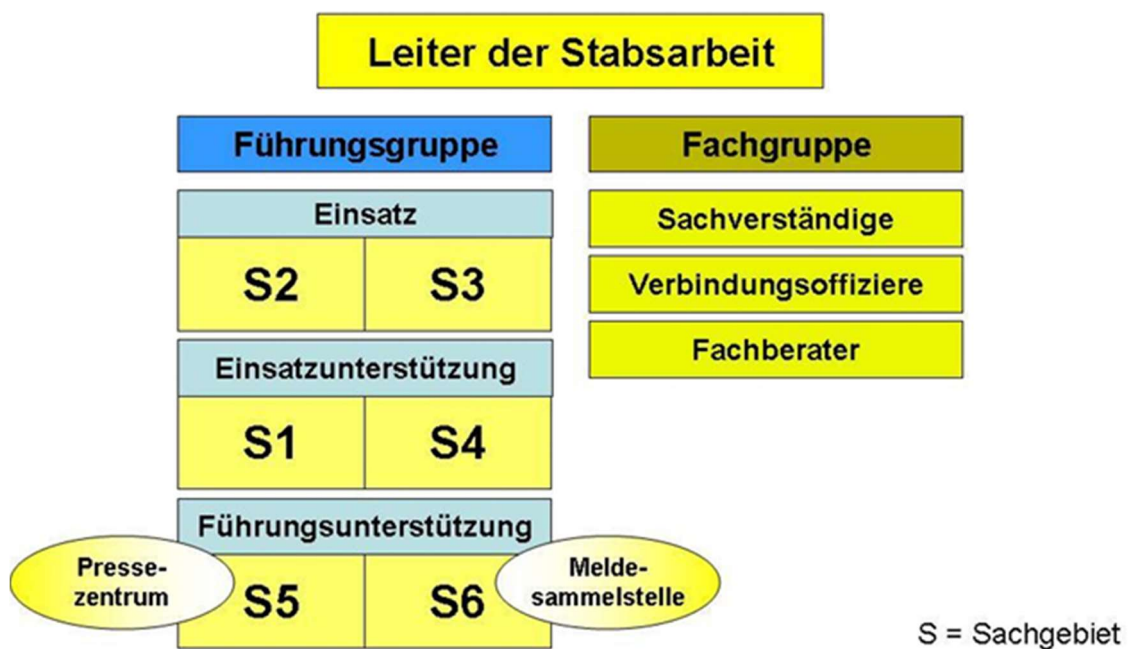 Leiter der Stabsarbeit
Führungsgruppe
Einsatz
S2 S3
Einsatzunterstützung
S1 S4
Führungsunterstützung
Presse-
zentrum
S5 S6
Melde-
sammelstelle
Fachgruppe
Sachverständige
Verbindungsoffiziere
Fachberater
S = Sachgebiet